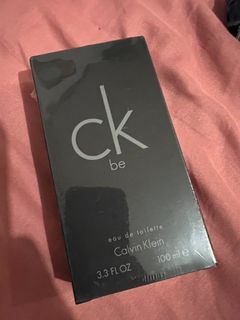 ck
be
eau de toilette
Calvin Klein
3.3 FL OZ 100 ml e